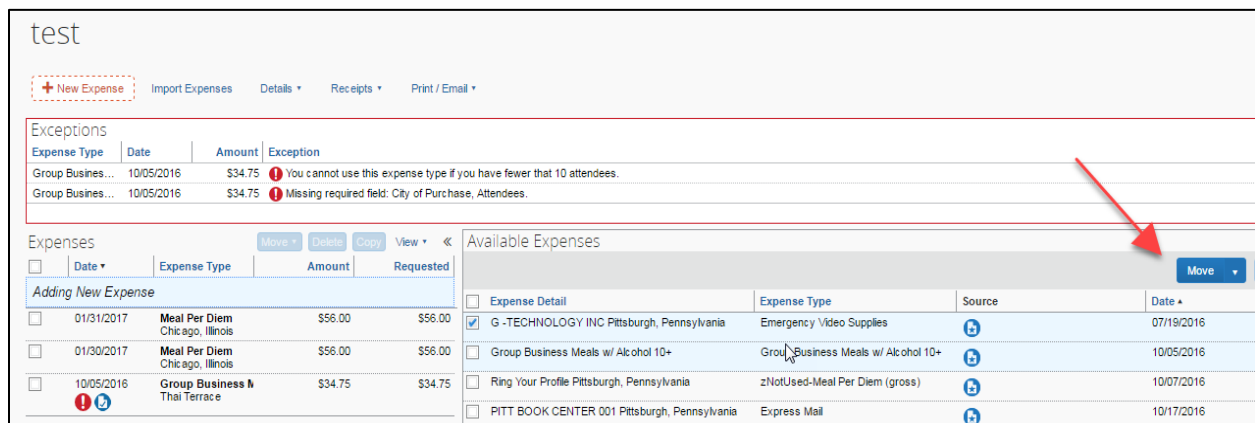 test
New Expense Import Expenses Details Receipts Print / Email
Exceptions
Expense Type Date Amount Exception
Group Busines... 10/05/2016 $34.75 You cannot use this expense type if you have fewer that 10 attendees.
Group Busines... 10/05/2016 $34.75 Missing required field: City of Purchase, Attendees.
Expenses Move Delete Copy View «
Date Expense Type Amount Requested
Adding New Expense
01/31/2017 Meal Per Diem $56.00 $56.00
Chicago, Illinois
01/30/2017 Meal Per Diem $56.00 $56.00
Chicago, Illinois
10/05/2016 Group Business M $34.75 $34.75
Thai Terrace
Available Expenses
Move
Expense Detail Expense Type Source Date
G -TECHNOLOGY INC Pittsburgh, Pennsylvania Emergency Video Supplies 07/19/2016
Group Business Meals w/ Alcohol 10+ Group Business Meals w/ Alcohol 10+ 10/05/2016
Ring Your Profile Pittsburgh, Pennsylvania zNotUsed-Meal Per Diem (gross) 10/07/2016
PITT BOOK CENTER 001 Pittsburgh, Pennsylvania Express Mail 10/17/2016